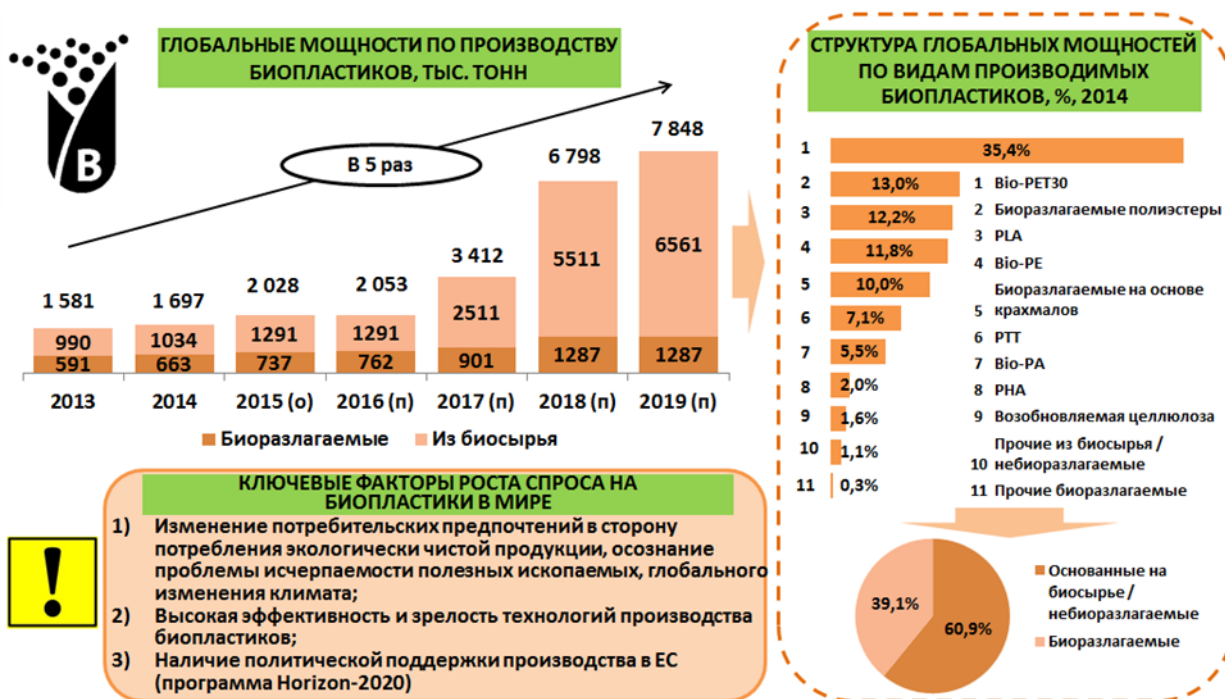 В
ГЛОБАЛЬНЫЕ МОЩНОСТИ ПО ПРОИЗВОДСТВУ
БИОПЛАСТИКОВ, ТЫС. ТОНН
В 5 раз
1 581
1 697
2 028
2 053
3 412
6 798
7 848
990
1034
1291
1291
2511
5511
6561
591
663
737
762
901
1287
1287
2013
2014
2015 (о)
2016 (п)
2017 (п)
2018 (п)
2019 (п)
Биоразлагаемые
Из биосырья
КЛЮЧЕВЫЕ ФАКТОРЫ РОСТА СПРОСА НА
БИОПЛАСТИКИ В МИРЕ
!
1) Изменение потребительских предпочтений в сторону
потребления экологически чистой продукции, осознание
проблемы исчерпаемости полезных ископаемых, глобального
изменения климата;
2) Высокая эффективность и зрелость технологий производства
биопластиков;
3) Наличие политической поддержки производства в ЕС
(программа Horizon-2020)
СТРУКТУРА ГЛОБАЛЬНЫХ МОЩНОСТЕЙ
ПО ВИДАМ ПРОИЗВОДИМЫХ
БИОПЛАСТИКОВ, %, 2014
1 35,4%
2 13,0%
3 12,2%
4 11,8%
5 10,0%
6 7,1%
7 5,5%
8 2,0%
9 1,6%
10 1,1%
11 0,3%
1 Bio-PET30
2 Биоразлагаемые полиэстеры
3 PLA
4 Bio-PE
Биоразлагаемые на основе
5 крахмалов
6 PTT
7 Bio-PA
8 PHA
9 Возобновляемая целлюлоза
Прочие из биосырья /
10 небиоразлагаемые
11 Прочие биоразлагаемые
39,1%
60,9%
Основанные на
биосырье /
небиоразлагаемые
Биоразлагаемые